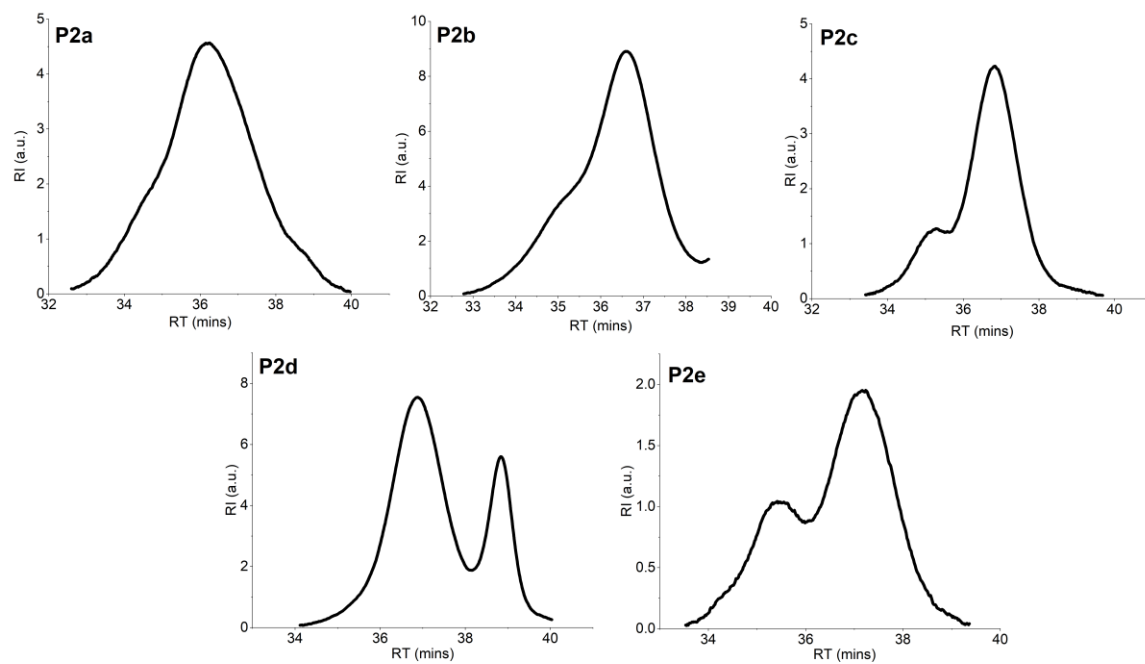 P2a
5
4
3
2
1
0
RI (a.u.)
32 34 36 38 40
RT (mins)
P2b
10
8
6
4
2
0
RI (a.u.)
32 33 34 35 36 37 38 39 40
RT (mins)
P2c
5
4
3
2
1
0
RI (a.u.)
32 34 36 38 40
RT (mins)
P2d
8
6
4
2
0
RI (a.u.)
34 36 38 40
RT (mins)
P2e
2.0
1.5
1.0
0.5
0.0
RI (a.u.)
34 36 38 40
RT (mins)